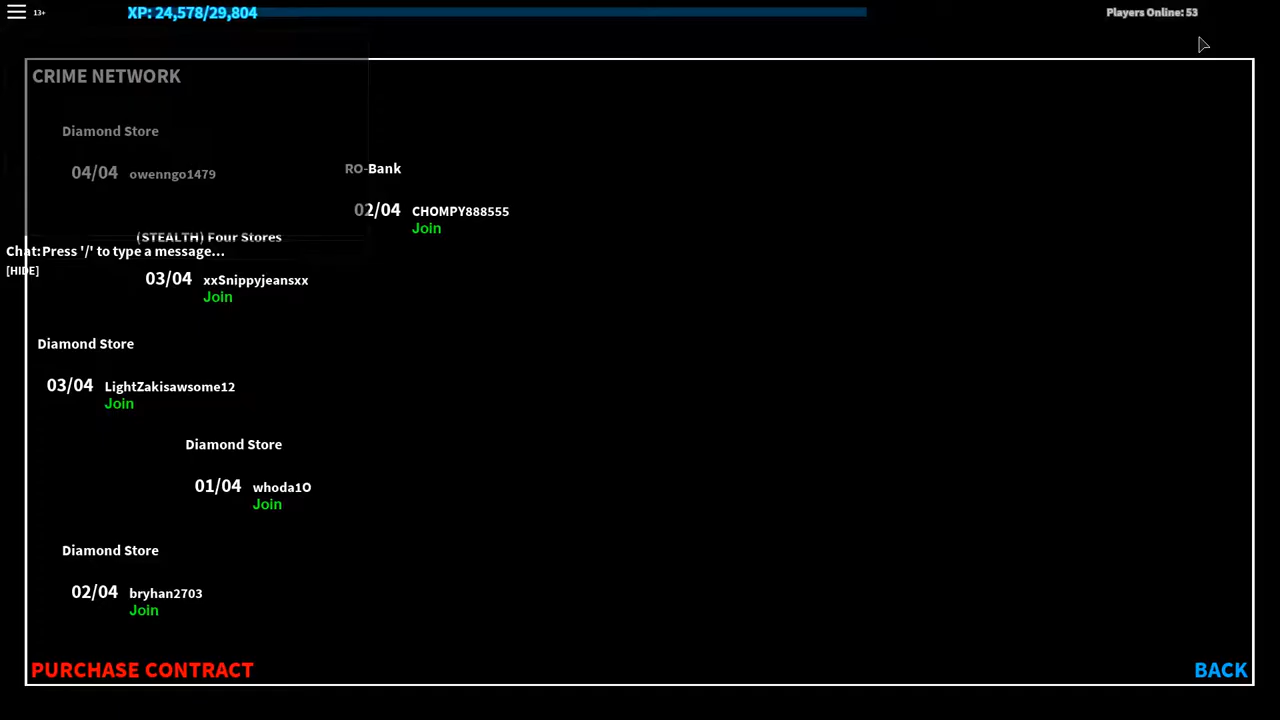 13+
XP: 24,578/29,804
Players Online: 53
CRIME NETWORK
Diamond Store
04/04 owenngo1479
RO-Bank
02/04 CHOMPY888555
Join
(STEALTH) Four Stores
Chat:Press '/' to type a message...
[HIDE]
03/04 xxSnippyjeansxx
Join
Diamond Store
03/04 LightZakisawsome12
Join
Diamond Store
01/04 whoda1O
Join
Diamond Store
02/04 bryhan2703
Join
PURCHASE CONTRACT
BACK